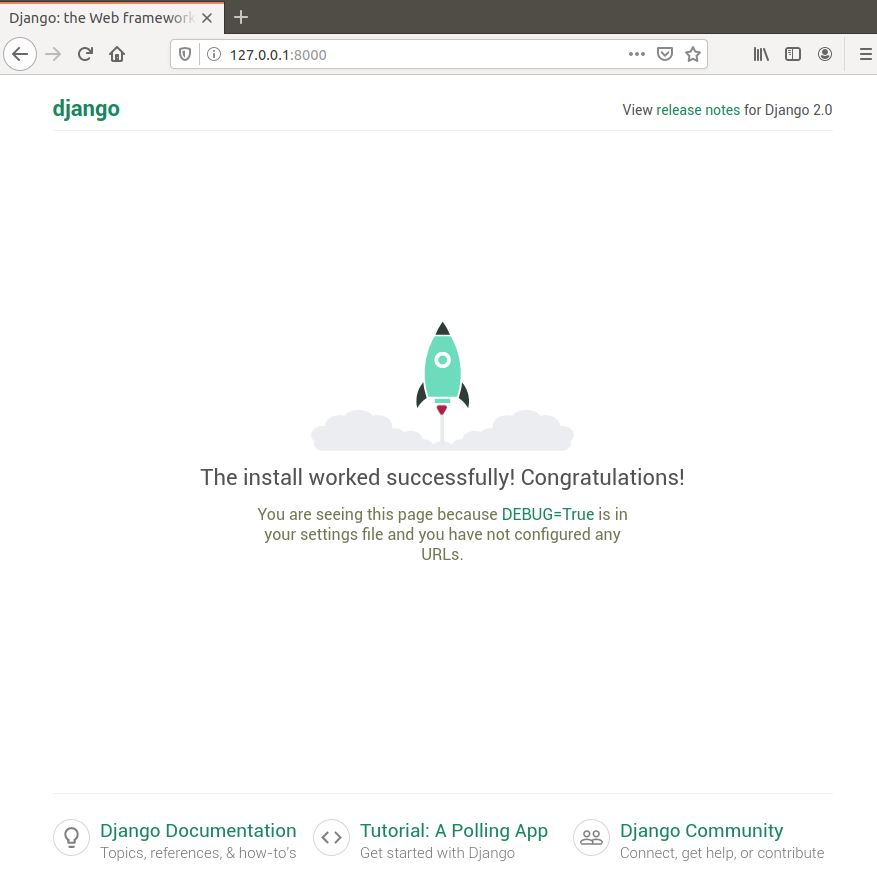 Django: the Web framework
127.0.0.1:8000
django
View release notes for Django 2.0
The install worked successfully! Congratulations!
You are seeing this page because DEBUG=True is in
your settings file and you have not configured any
URLs.
Django Documentation
Topics, references, & how-to's
Tutorial: A Polling App
Get started with Django
Django Community
Connect, get help, or contribute